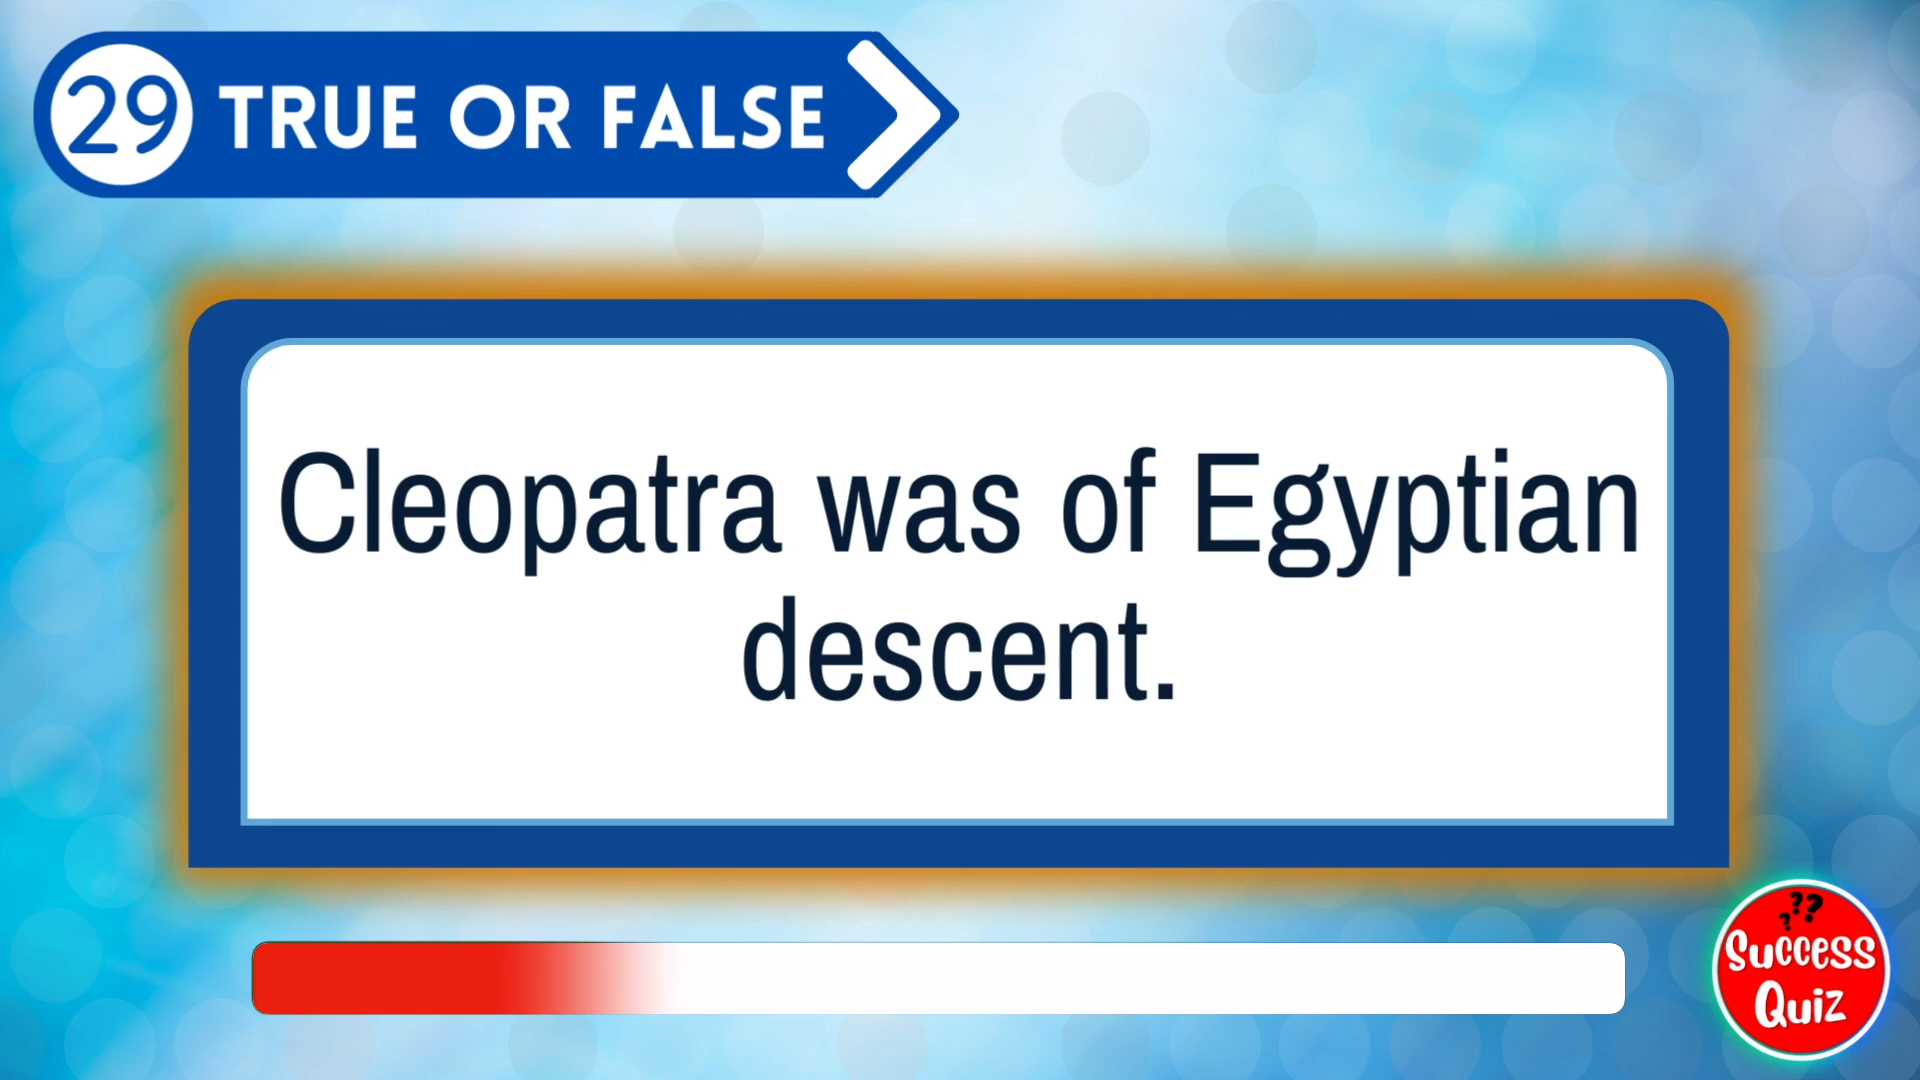 29 TRUE OR FALSE
Cleopatra was of Egyptian
descent.
???
Success
Quiz